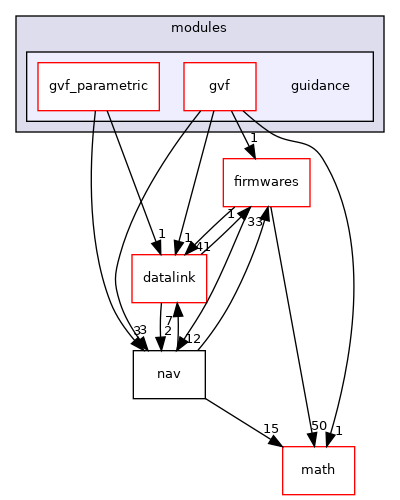 modules
gvf_parametric
gvf
guidance
1
firmwares
1
33
1
1
41
datalink
3
3
7
2
12
nav
15
50
1
math